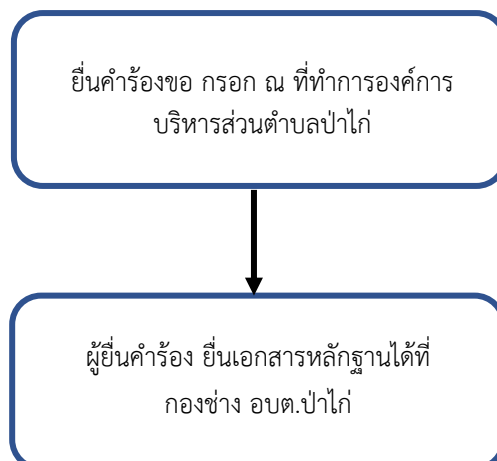 ยื่นคำร้องขอ กรอก ณ ที่ทำการองค์การ
บริหารส่วนตำบลป่าไก่
ผู้ยื่นคำร้อง ยื่นเอกสารหลักฐานได้ที่
กองช่าง อบต.ป่าไก่